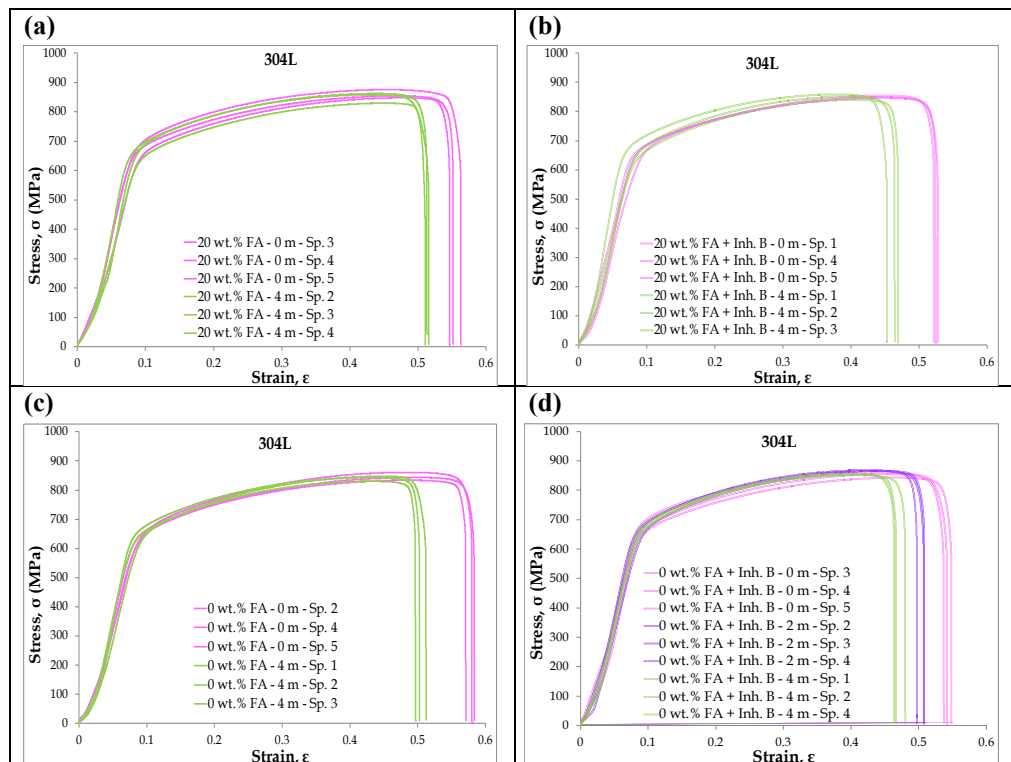 (a)
304L
1000
900
800
700
600
500
400
300
200
100
0
Stress, σ (MPa)
20 wt.% FA - 0 m - Sp. 3
20 wt.% FA - 0 m - Sp. 4
20 wt.% FA - 0 m - Sp. 5
20 wt.% FA - 4 m - Sp. 2
20 wt.% FA - 4 m - Sp. 3
20 wt.% FA - 4 m - Sp. 4
0 0.1 0.2 0.3 0.4 0.5 0.6
Strain, ε
(b)
304L
1000
900
800
700
600
500
400
300
200
100
0
Stress, σ (MPa)
20 wt.% FA + Inh. B - 0 m - Sp. 1
20 wt.% FA + Inh. B - 0 m - Sp. 4
20 wt.% FA + Inh. B - 0 m - Sp. 5
20 wt.% FA + Inh. B - 4 m - Sp. 1
20 wt.% FA + Inh. B - 4 m - Sp. 2
20 wt.% FA + Inh. B - 4 m - Sp. 3
0 0.1 0.2 0.3 0.4 0.5 0.6
Strain, ε
(c)
304L
1000
900
800
700
600
500
400
300
200
100
0
Stress, σ (MPa)
0 wt.% FA - 0 m - Sp. 2
0 wt.% FA - 0 m - Sp. 4
0 wt.% FA - 0 m - Sp. 5
0 wt.% FA - 4 m - Sp. 1
0 wt.% FA - 4 m - Sp. 2
0 wt.% FA - 4 m - Sp. 3
0 0.1 0.2 0.3 0.4 0.5 0.6
Strain, ε
(d)
304L
1000
900
800
700
600
500
400
300
200
100
0
Stress, σ (MPa)
0 wt.% FA + Inh. B - 0 m - Sp. 3
0 wt.% FA + Inh. B - 0 m - Sp. 4
0 wt.% FA + Inh. B - 0 m - Sp. 5
0 wt.% FA + Inh. B - 2 m - Sp. 2
0 wt.% FA + Inh. B - 2 m - Sp. 3
0 wt.% FA + Inh. B - 2 m - Sp. 4
0 wt.% FA + Inh. B - 4 m - Sp. 1
0 wt.% FA + Inh. B - 4 m - Sp. 2
0 wt.% FA + Inh. B - 4 m - Sp. 4
0 0.1 0.2 0.3 0.4 0.5 0.6
Strain, ε